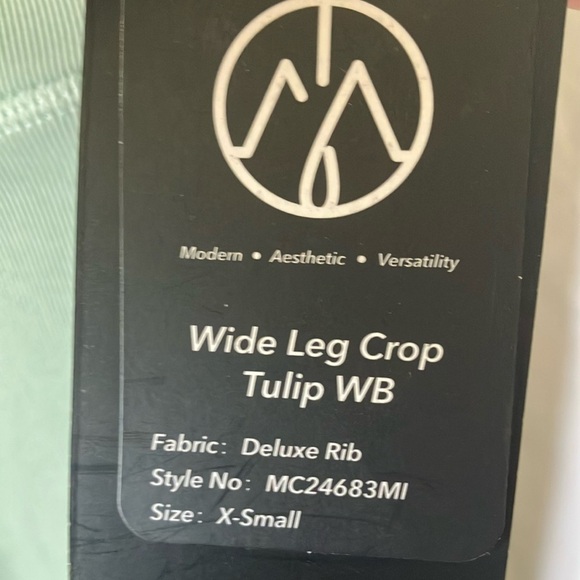 Modern • Aesthetic • Versatility
Wide Leg Crop
Tulip WB
Fabric: Deluxe Rib
Style No: MC24683MI
Size: X-Small